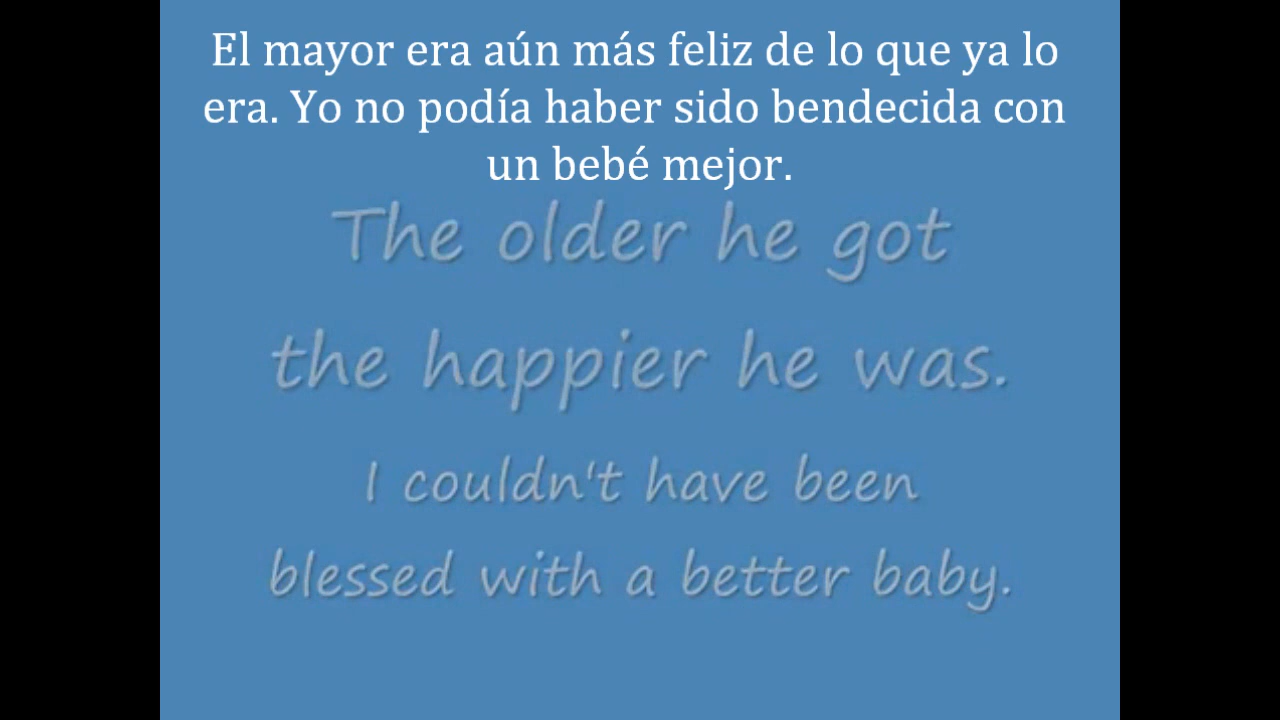 El mayor era aún más feliz de lo que ya lo
era. Yo no podía haber sido bendecida con
un bebé mejor.
The older he got
the happier he was.
I couldn't have been
blessed with a better baby.